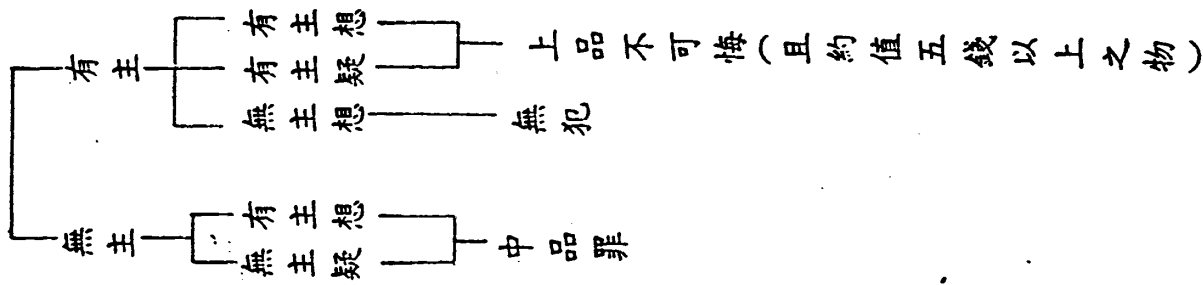 有主
有主想
有主疑
上品不可悔(且約值五錢以上之物)
無主想
無犯
無主
有主想
無主疑
中品罪